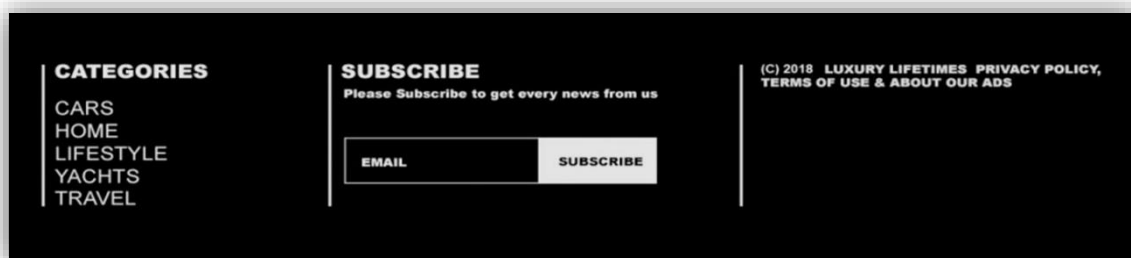 CATEGORIES
CARS
HOME
LIFESTYLE
YACHTS
TRAVEL
SUBSCRIBE
Please Subscribe to get every news from us
EMAIL
SUBSCRIBE
(C) 2018 LUXURY LIFETIMES PRIVACY POLICY,
TERMS OF USE & ABOUT OUR ADS